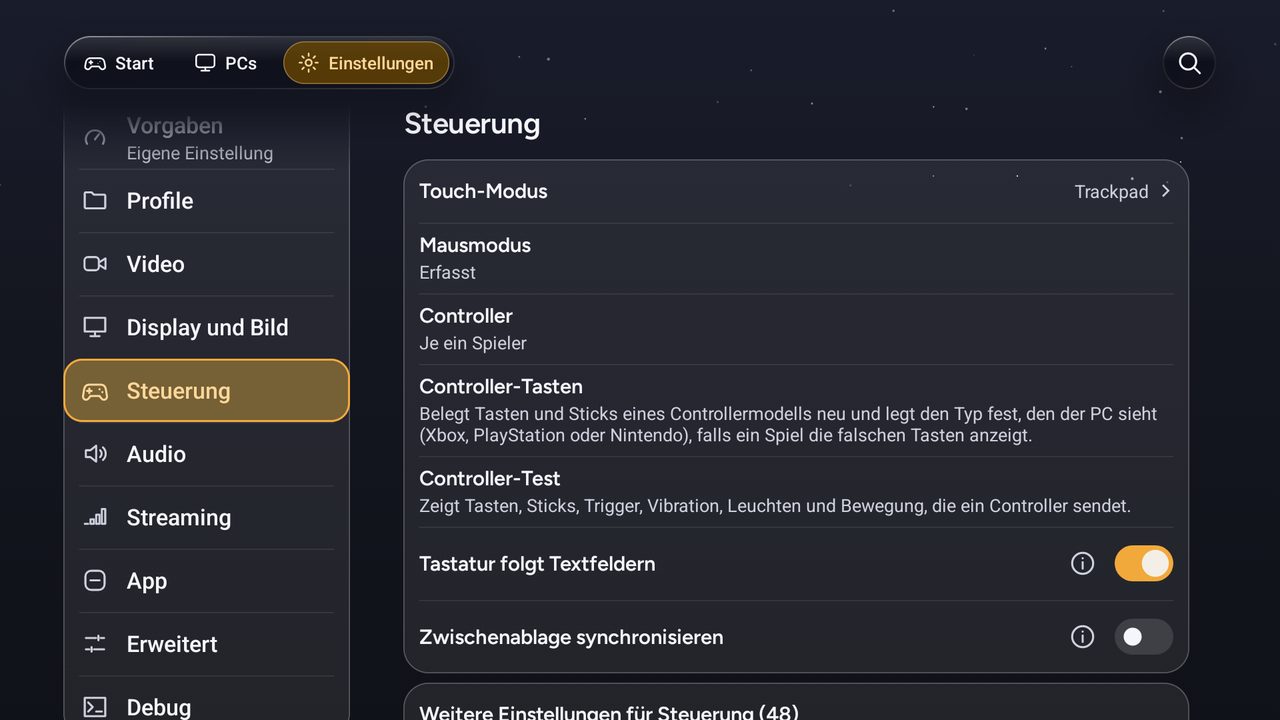 Start
PCs
Einstellungen
Vorgaben
Eigene Einstellung
Profile
Video
Display und Bild
Steuerung
Audio
Streaming
App
Erweitert
Debug
Steuerung
Touch-Modus
Trackpad
Mausmodus
Erfasst
Controller
Je ein Spieler
Controller-Tasten
Belegt Tasten und Sticks eines Controllermodells neu und legt den Typ fest, den der PC sieht
(Xbox, PlayStation oder Nintendo), falls ein Spiel die falschen Tasten anzeigt.
Controller-Test
Zeigt Tasten, Sticks, Trigger, Vibration, Leuchten und Bewegung, die ein Controller sendet.
Tastatur folgt Textfeldern
Zwischenablage synchronisieren
Weitere Einstellungen für Steuerung (48)